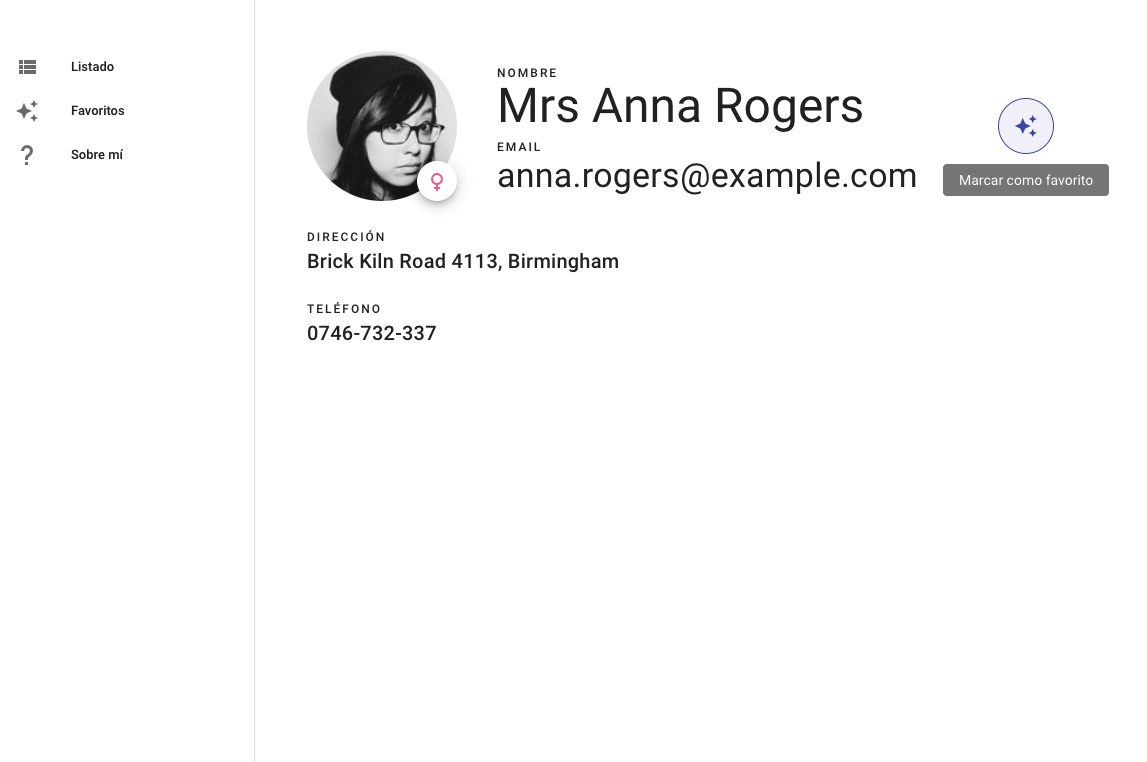 Listado
Favoritos
Sobre mí
NOMBRE
Mrs Anna Rogers
EMAIL
anna.rogers@example.com
Marcar como favorito
DIRECCIÓN
Brick Kiln Road 4113, Birmingham
TELÉFONO
0746-732-337